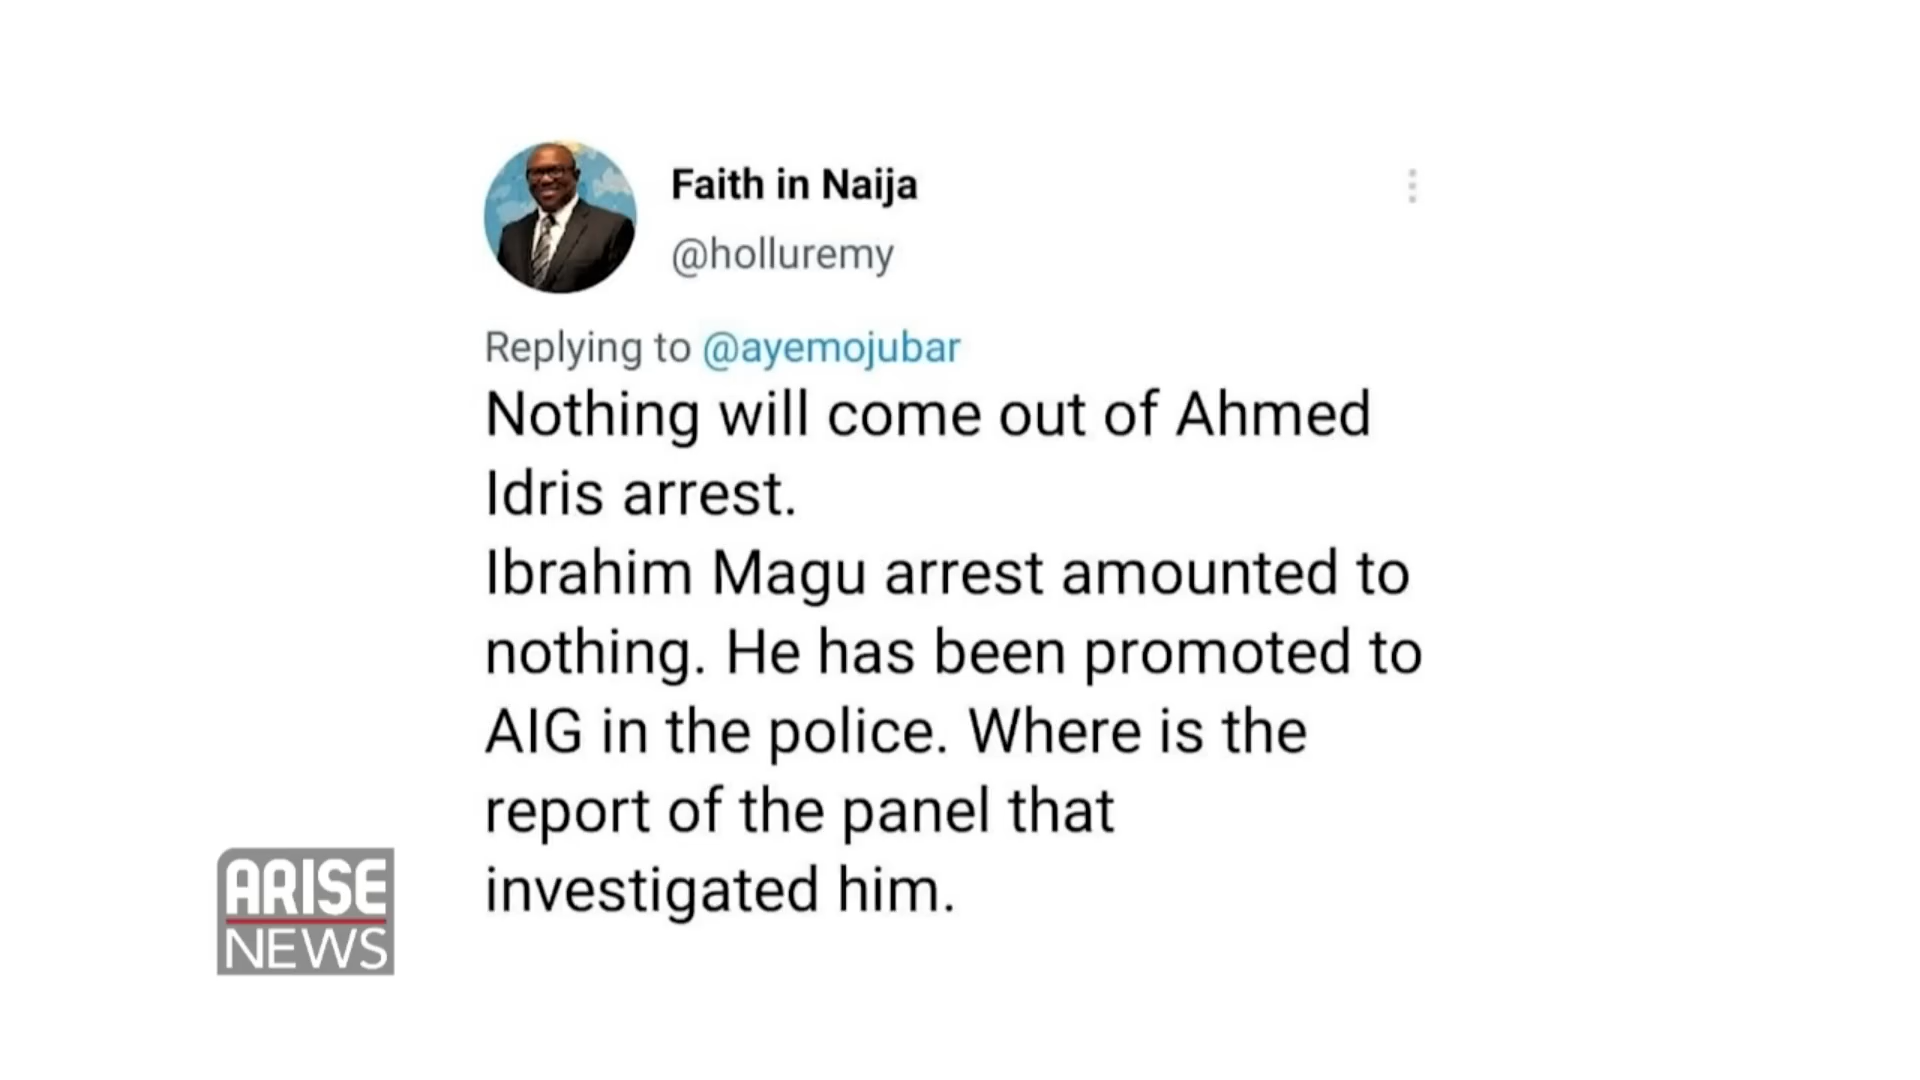 Faith in Naija
@holluremy
Replying to @ayemojubar
Nothing will come out of Ahmed
Idris arrest.
Ibrahim Magu arrest amounted to
nothing. He has been promoted to
AIG in the police. Where is the
report of the panel that
investigated him.
ARISE
NEWS